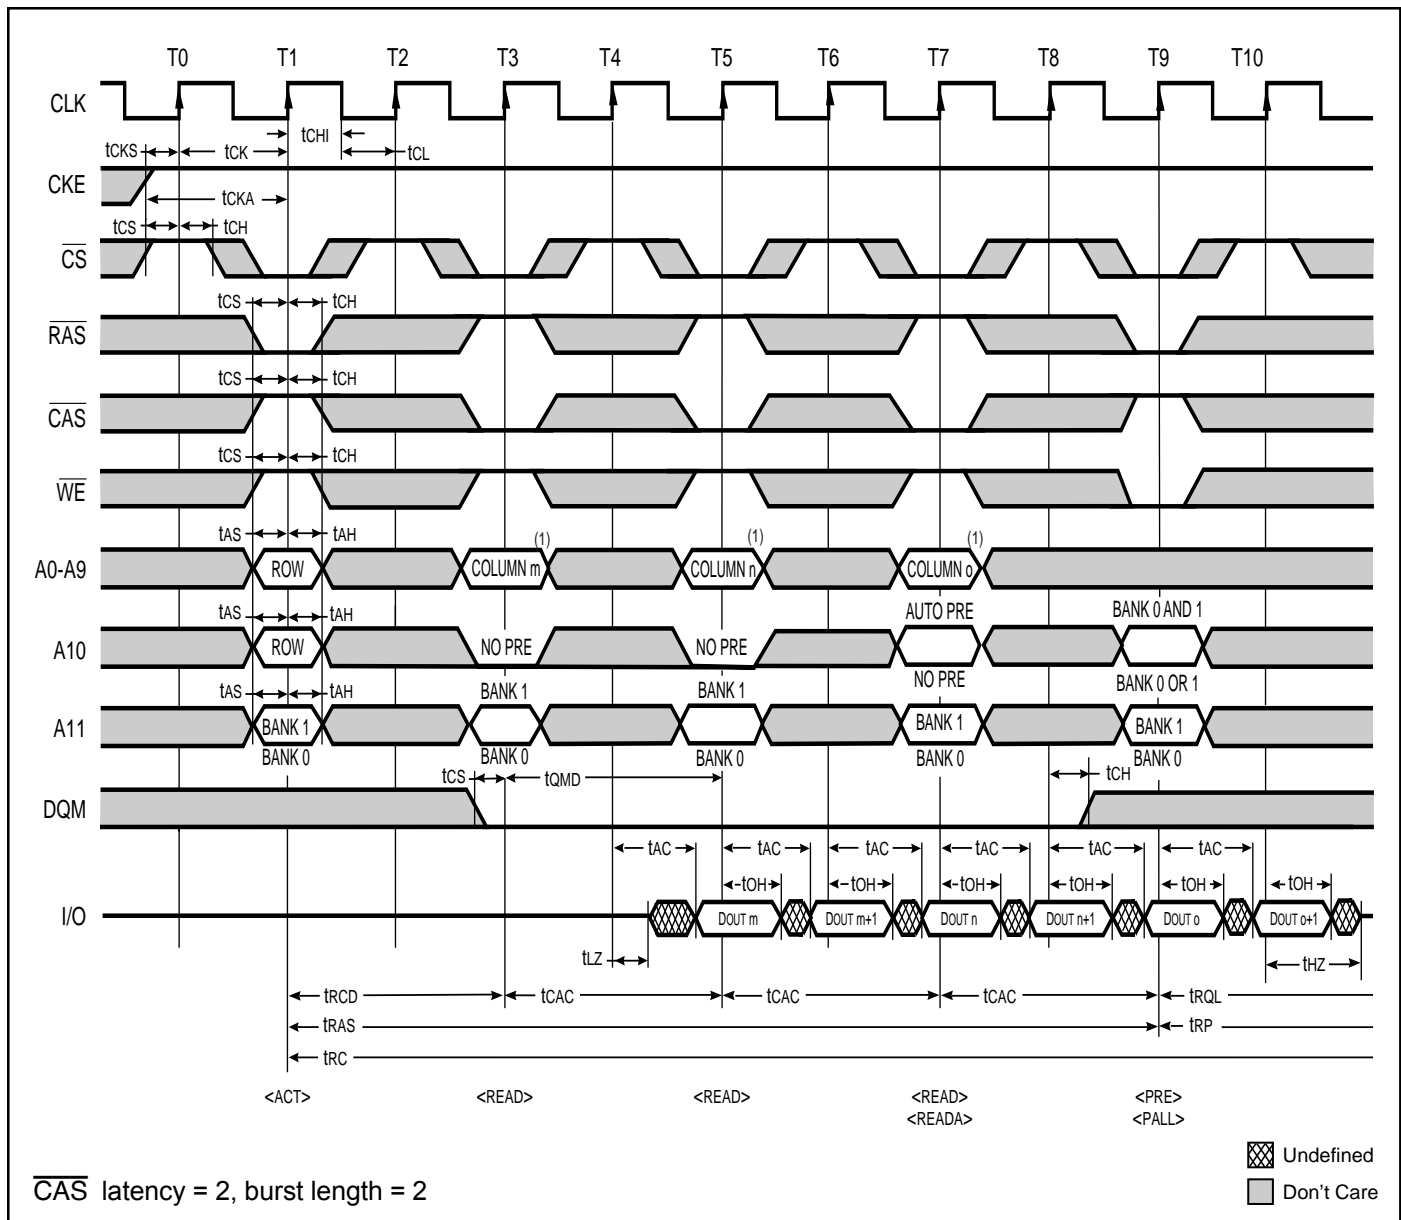 T0 T1 T2 T3 T4 T5 T6 T7 T8 T9 T10
CLK
tCHI
tCKS tCK tCL
CKE
tCKA
tCS tCH
CS
tCS tCH
RAS
tCS tCH
CAS
tCS tCH
WE
tAS tAH (1) (1) (1)
A0-A9 ROW COLUMN m COLUMN n COLUMN o
tAS tAH AUTO PRE BANK 0 AND 1
A10 ROW NO PRE NO PRE
NO PRE BANK 0 OR 1
tAS tAH BANK 1 BANK 1
A11 BANK 1 BANK 1 BANK 1
BANK 0 BANK 0 BANK 0 BANK 0 BANK 0
tCS tQMD tCH
DQM
tAC tAC tAC tAC tAC tAC
tOH tOH tOH tOH tOH tOH
I/O DOUT m DOUT m+1 DOUT n DOUT n+1 DOUT o DOUT o+1
tLZ tHZ
tRCD tCAC tCAC tCAC tRQL
tRAS tRP
tRC
<ACT> <READ> <READ> <READ> <PRE>
<READA> <PALL>
Undefined
CAS latency = 2, burst length = 2
Don't Care